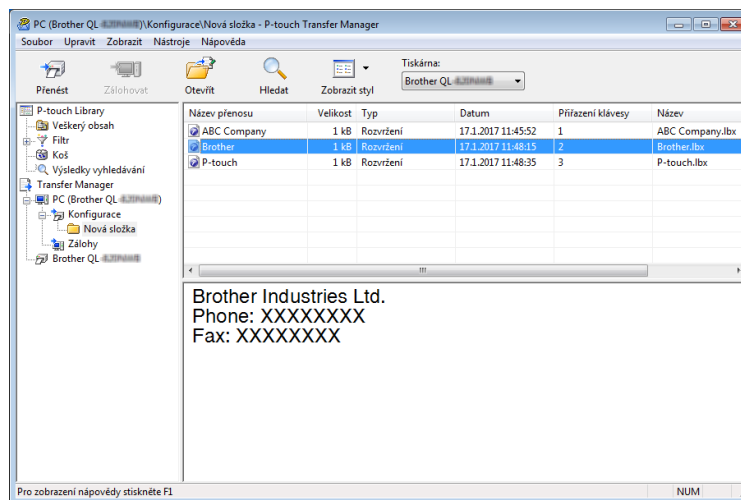 PC (Brother QL \Konfigurace\Nová složka - P-touch Transfer Manager
Soubor Upravit Zobrazit Nástroje Nápověda
Přenést Zálohovat Otevřít Hledat Zobrazit styl
Tiskárna:
Brother QL
P-touch Library
Veškerý obsah
Filtr
Koš
Výsledky vyhledávání
Transfer Manager
PC (Brother QL )
Konfigurace
Nová složka
Zálohy
Brother QL
Název přenosu Velikost Typ Datum Přiřazení klávesy Název
ABC Company 1 kB Rozvržení 17.1.2017 11:45:52 1 ABC Company.lbx
Brother 1 kB Rozvržení 17.1.2017 11:48:15 2 Brother.lbx
P-touch 1 kB Rozvržení 17.1.2017 11:48:35 3 P-touch.lbx
Brother Industries Ltd.
Phone: XXXXXXXX
Fax: XXXXXXXX
Pro zobrazení nápovědy stiskněte F1
NUM